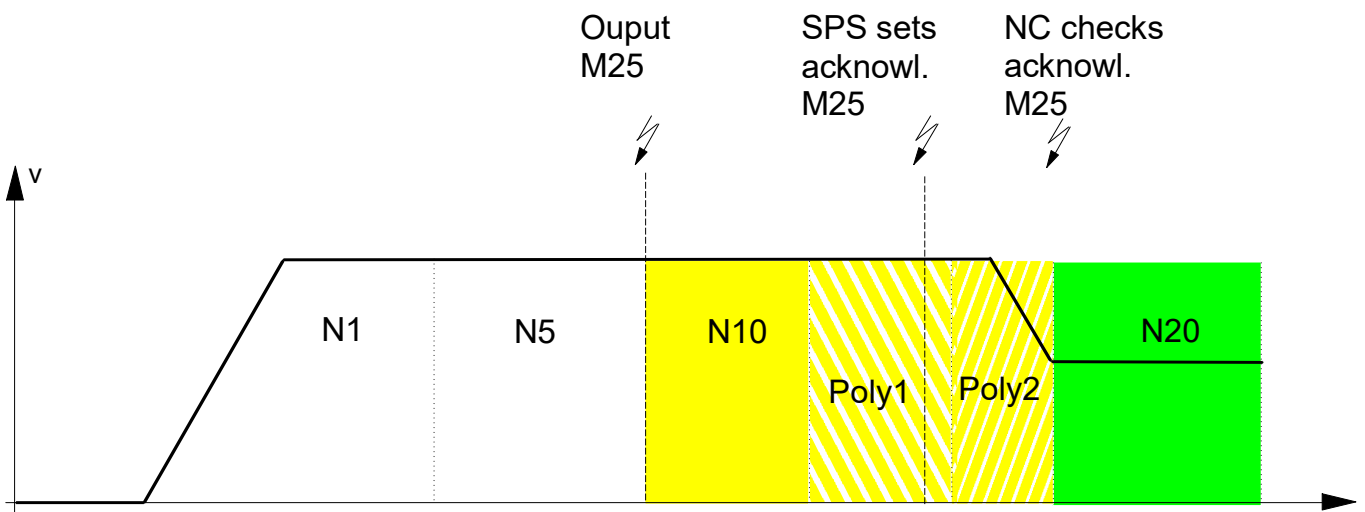 Ouput
M25
SPS sets
acknowl.
M25
NC checks
acknowl.
M25
v
N1
N5
N10
N20
Poly1
Poly2